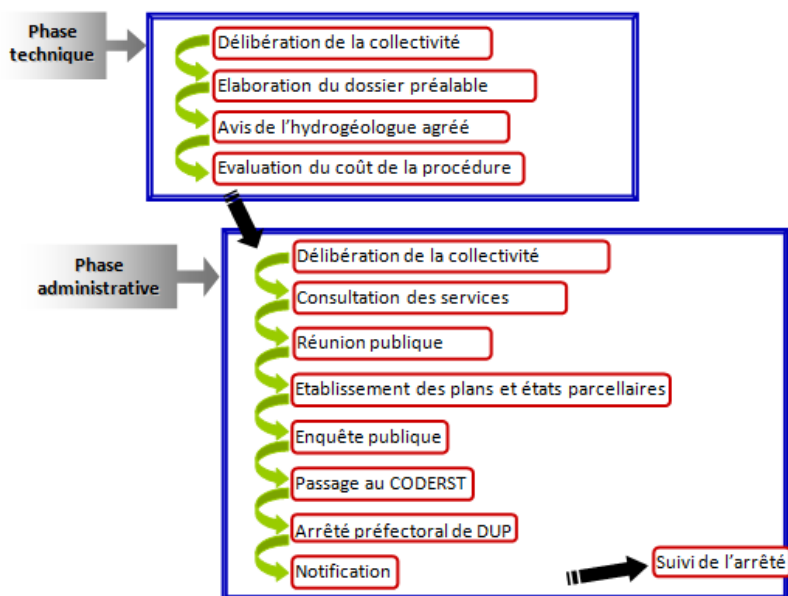 Phase
technique
Délibération de la collectivité
Elaboration du dossier préalable
Avis de l'hydrogéologue agréé
Evaluation du coût de la procédure
Phase
administrative
Délibération de la collectivité
Consultation des services
Réunion publique
Etablissement des plans et états parcellaires
Enquête publique
Passage au CODERST
Arrêté préfectoral de DUP
Notification
Suivi de l'arrêté